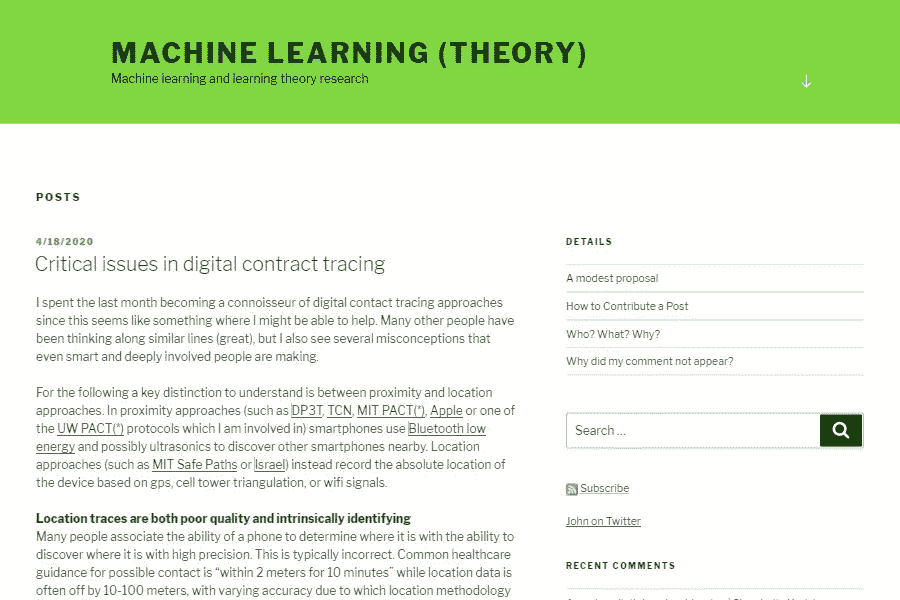 MACHINE LEARNING (THEORY)
Machine learning and learning theory research
POSTS
4/18/2020
Critical issues in digital contract tracing
I spent the last month becoming a connoisseur of digital contact tracing approaches
since this seems like something where I might be able to help. Many other people have
been thinking along similar lines (great), but I also see several misconceptions that
even smart and deeply involved people are making.
For the following a key distinction to understand is between proximity and location
approaches. In proximity approaches (such as DP3T, TCN, MIT PACT(*), Apple or one of
the UW PACT(*) protocols which I am involved in) smartphones use Bluetooth low
energy and possibly ultrasonics to discover other smartphones nearby. Location
approaches (such as MIT Safe Paths or Israel) instead record the absolute location of
the device based on gps, cell tower triangulation, or wifi signals.
Location traces are both poor quality and intrinsically identifying
Many people associate the ability of a phone to determine where it is with the ability to
discover where it is with high precision. This is typically incorrect. Common healthcare
guidance for possible contact is “within 2 meters for 10 minutes” while location data is
often off by 10-100 meters, with varying accuracy due to which location methodology
DETAILS
A modest proposal
How to Contribute a Post
Who? What? Why?
Why did my comment not appear?
Search …
Subscribe
John on Twitter
RECENT COMMENTS